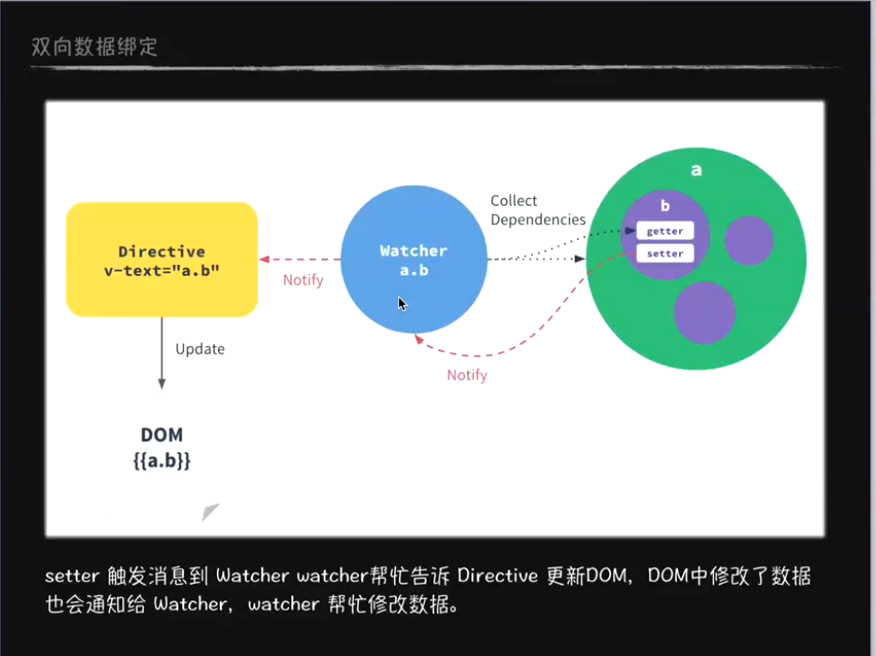 双向数据绑定
a
Collect
Dependencies
b
getter
setter
Directive
v-text="a.b"
Watcher
a.b
Notify
Update
Notify
DOM
{{a.b}}
setter 触发消息到 Watcher watcher帮忙告诉 Directive 更新DOM，DOM中修改了数据
也会通知给 Watcher，watcher 帮忙修改数据。